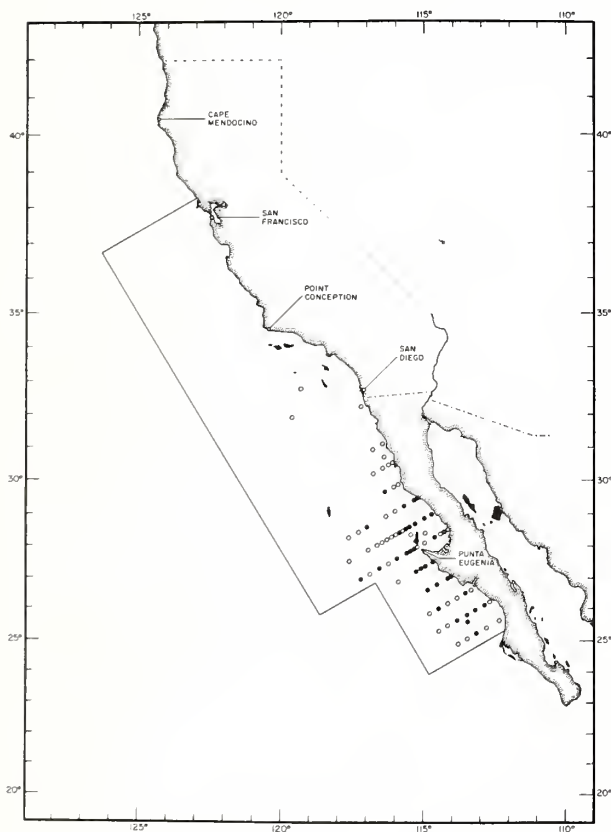 125°
120°
115°
110°
CAPE
MENDOCINO
40°
40°
SAN
FRANCISCO
POINT
CONCEPTION
35°
35°
SAN
DIEGO
30°
30°
PUNTA
EUGENIA
25°
25°
20°
20°
125°
120°
115°
110°